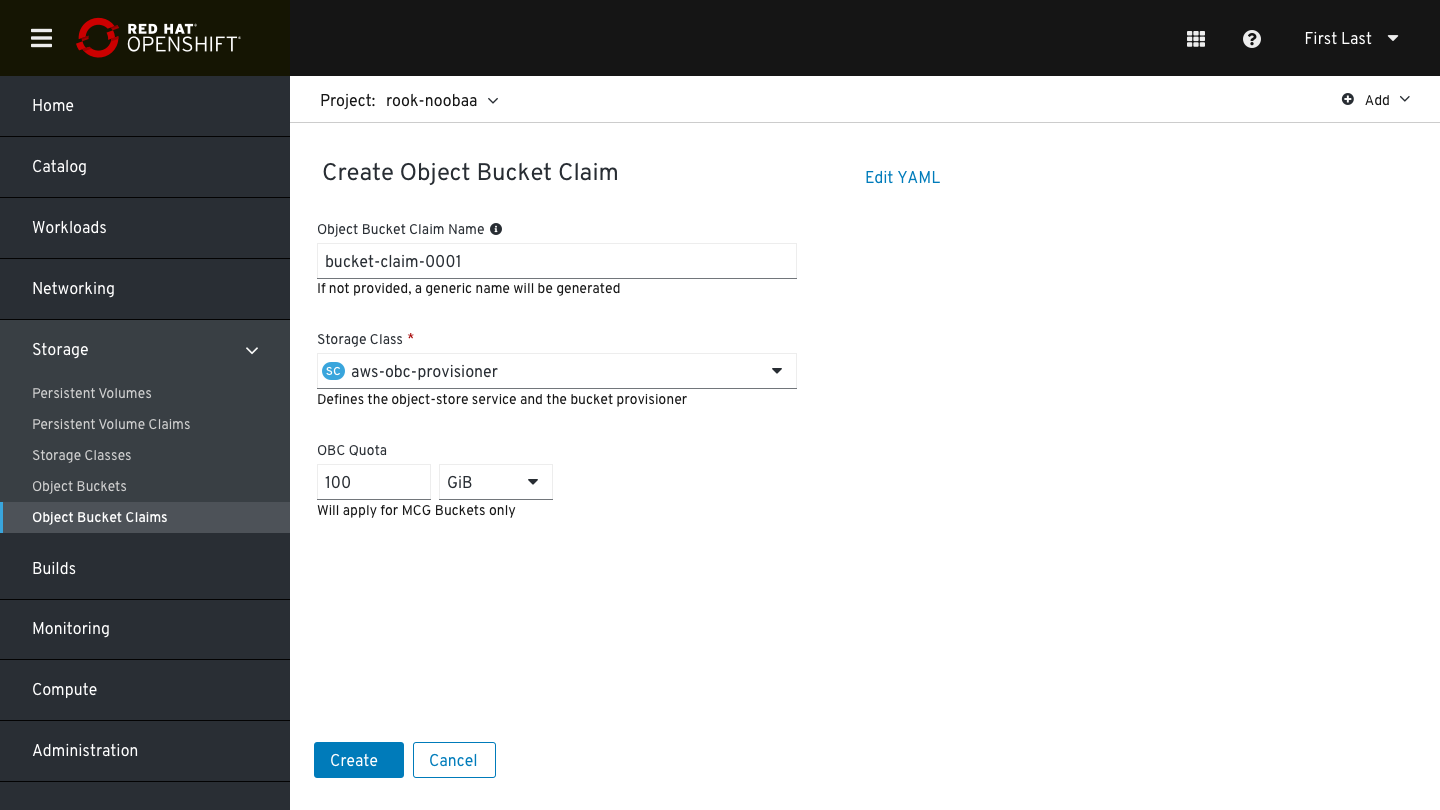 RED HAT
OPENSHIFT
First Last
Home
Catalog
Workloads
Networking
Storage
Persistent Volumes
Persistent Volume Claims
Storage Classes
Object Buckets
Object Bucket Claims
Builds
Monitoring
Compute
Administration
Project: rook-noobaa
Add
Create Object Bucket Claim
Edit YAML
Object Bucket Claim Name
bucket-claim-0001
If not provided, a generic name will be generated
Storage Class *
SC aws-obc-provisioner
Defines the object-store service and the bucket provisioner
OBC Quota
100 GiB
Will apply for MCG Buckets only
Create Cancel